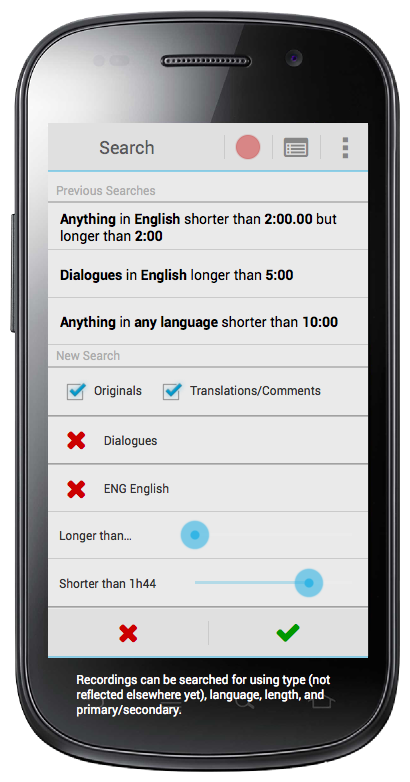 Search
Previous Searches
Anything in English shorter than 2:00.00 but
longer than 2:00
Dialogues in English longer than 5:00
Anything in any language shorter than 10:00
New Search
Originals Translations/Comments
Dialogues
ENG English
Longer than...
Shorter than 1h44
Recordings can be searched for using type (not
reflected elsewhere yet), language, length, and
primary/secondary.